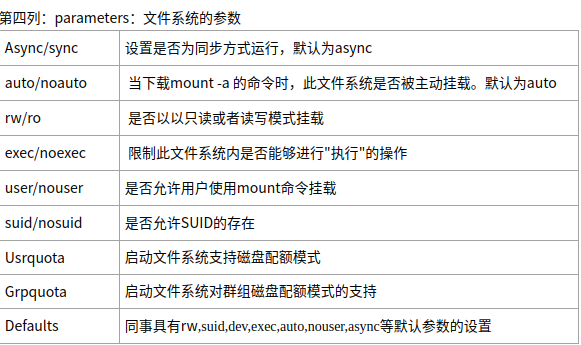 第四列：parameters：文件系统的参数
Async/sync 设置是否为同步方式运行，默认为async
auto/noauto 当下载mount -a 的命令时，此文件系统是否被主动挂载。默认为auto
rw/ro 是否以以只读或者读写模式挂载
exec/noexec 限制此文件系统内是否能够进行"执行"的操作
user/nouser 是否允许用户使用mount命令挂载
suid/nosuid 是否允许SUID的存在
Usrquota 启动文件系统支持磁盘配额模式
Grpquota 启动文件系统对群组磁盘配额模式的支持
Defaults 同事具有rw,suid,dev,exec,auto,nouser,async等默认参数的设置